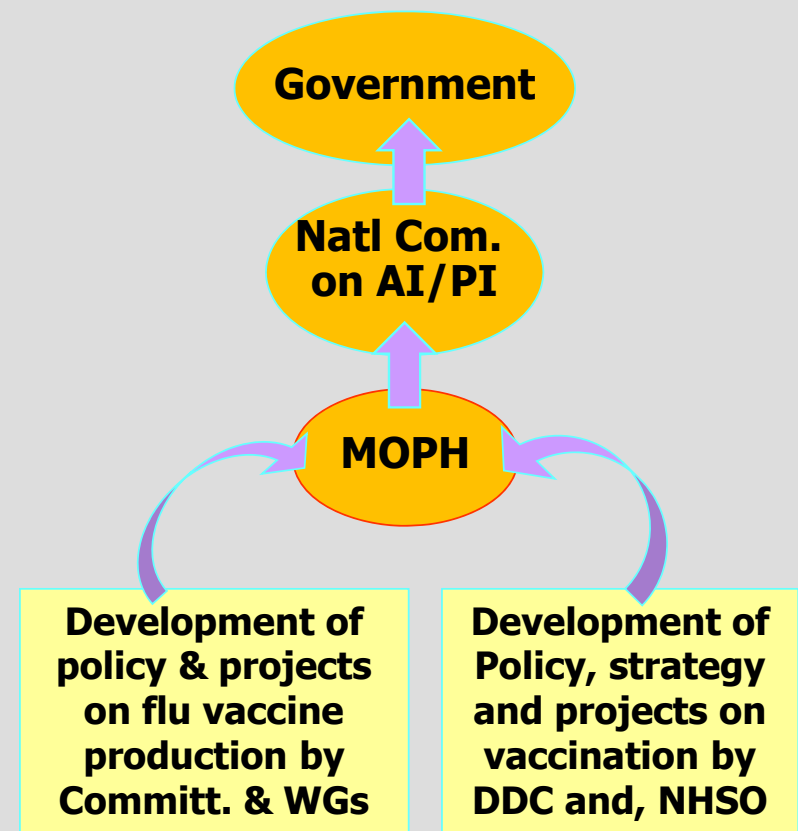 Government
Natl Com.
on AI/PI
MOPH
Development of
policy & projects
on flu vaccine
production by
Committ. & WGs
Development of
Policy, strategy
and projects on
vaccination by
DDC and, NHSO